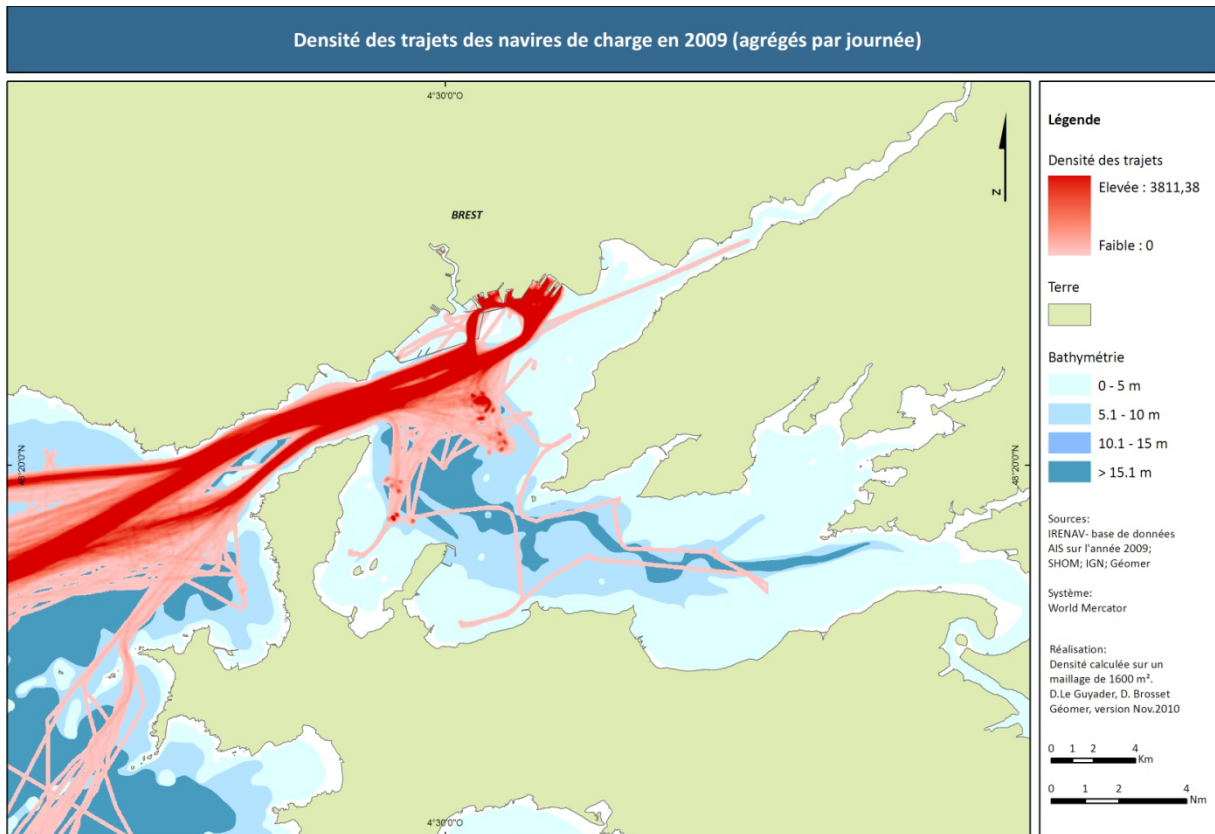 Densité des trajets des navires de charge en 2009 (agrégés par journée)
4°30'0"O
BREST
N
48°20'0"N
48°20'0"N
4°30'0"O
Légende
Densité des trajets
Elevée : 3811,38
Faible : 0
Terre
Bathymétrie
0 - 5 m
5.1 - 10 m
10.1 - 15 m
> 15.1 m
Sources:
IRENAV- base de données
AIS sur l'année 2009;
SHOM; IGN; Géomer
Système:
World Mercator
Réalisation:
Densité calculée sur un
maillage de 1600 m².
D.Le Guyader, D. Brosset
Géomer, version Nov.2010
0 1 2 4
Km
0 1 2 4
Nm